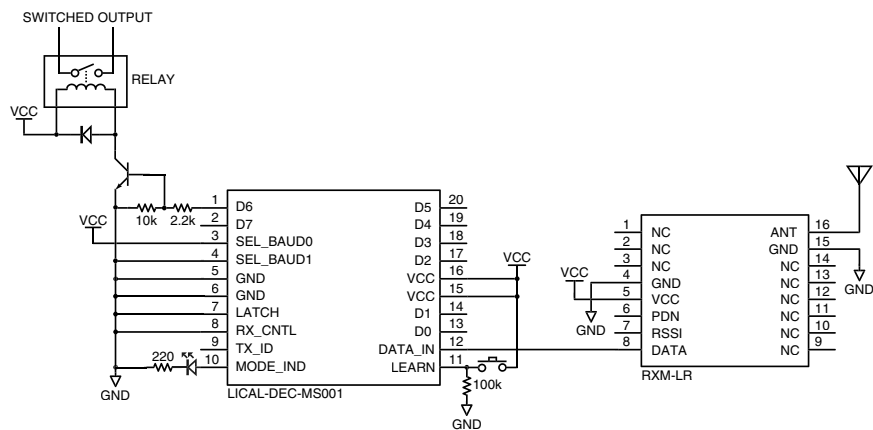 SWITCHED OUTPUT
RELAY
VCC
10k
2.2k
VCC
GND
220
1 D6
2 D7
3 SEL_BAUD0
4 SEL_BAUD1
5 GND
6 GND
7 LATCH
8 RX_CNTL
9 TX_ID
10 MODE_IND
D5 20
D4 19
D3 18
D2 17
VCC 16
VCC 15
D1 14
D0 13
DATA_IN 12
LEARN 11
LICAL-DEC-MS001
VCC
100k
GND
VCC
GND
1 NC
2 NC
3 NC
4 GND
5 VCC
6 PDN
7 RSSI
8 DATA
ANT 16
GND 15
NC 14
NC 13
NC 12
NC 11
NC 10
NC 9
RXM-LR
GND